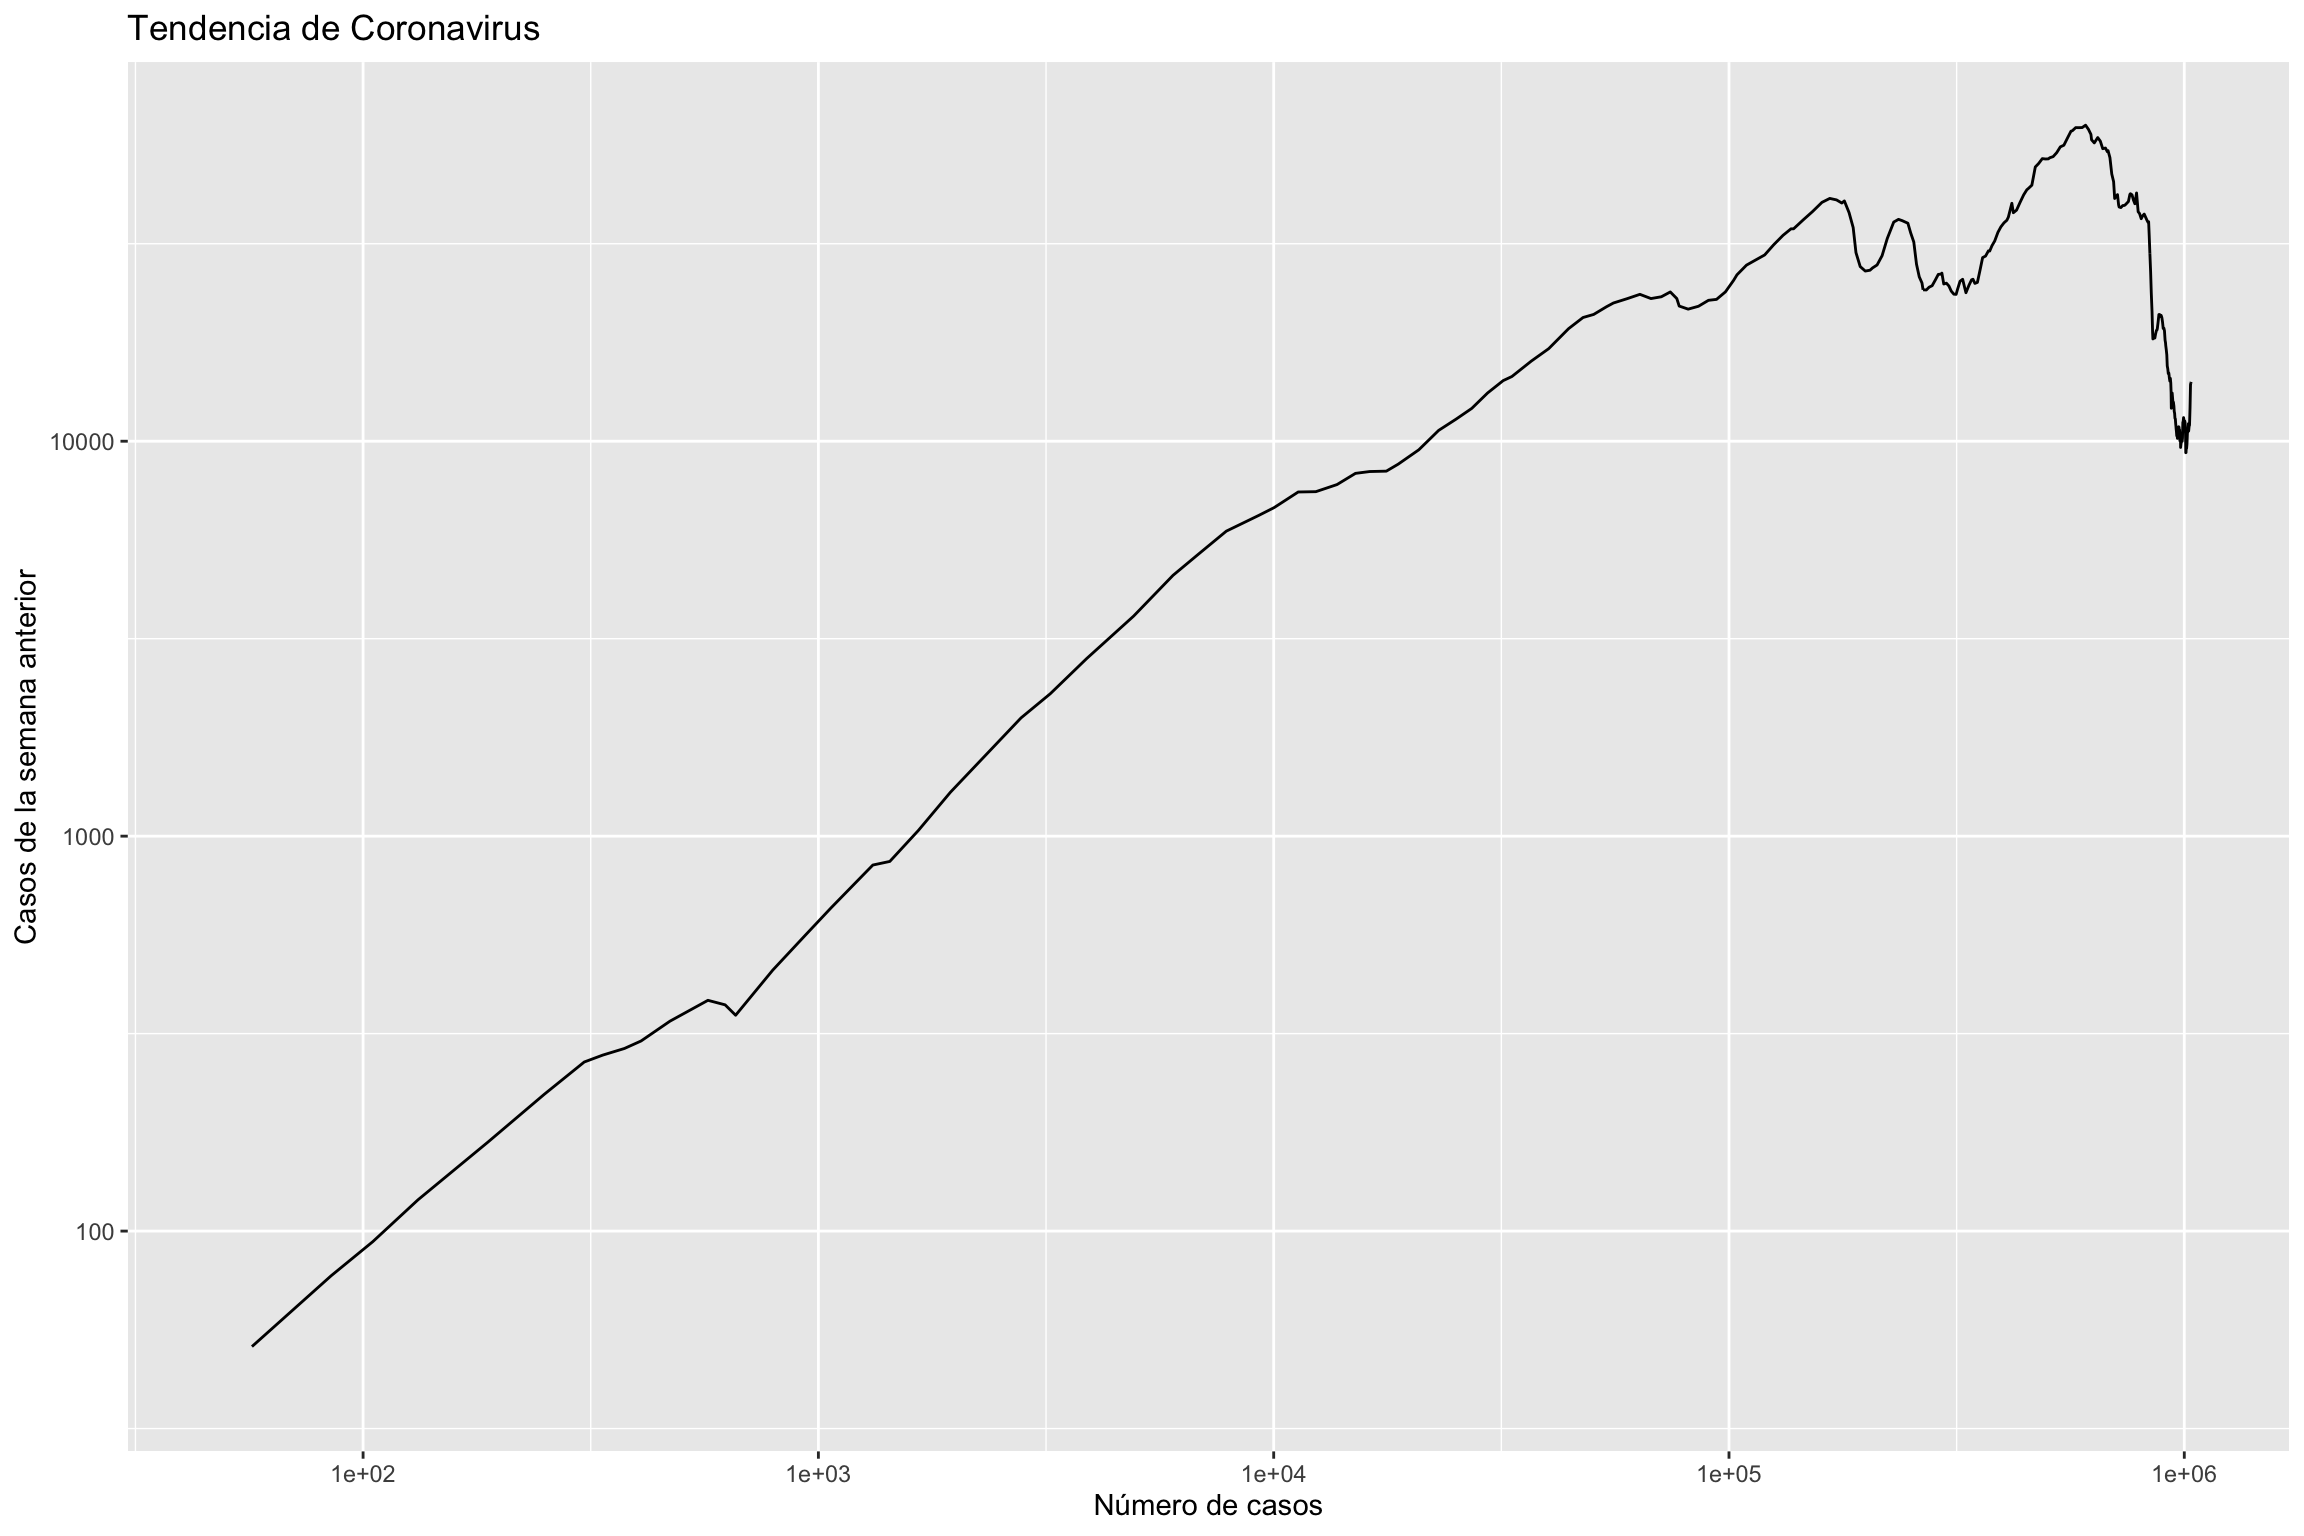 Tendencia de Coronavirus
Casos de la semana anterior
10000
1000
100
1e+02
1e+03
1e+04
1e+05
1e+06
Número de casos